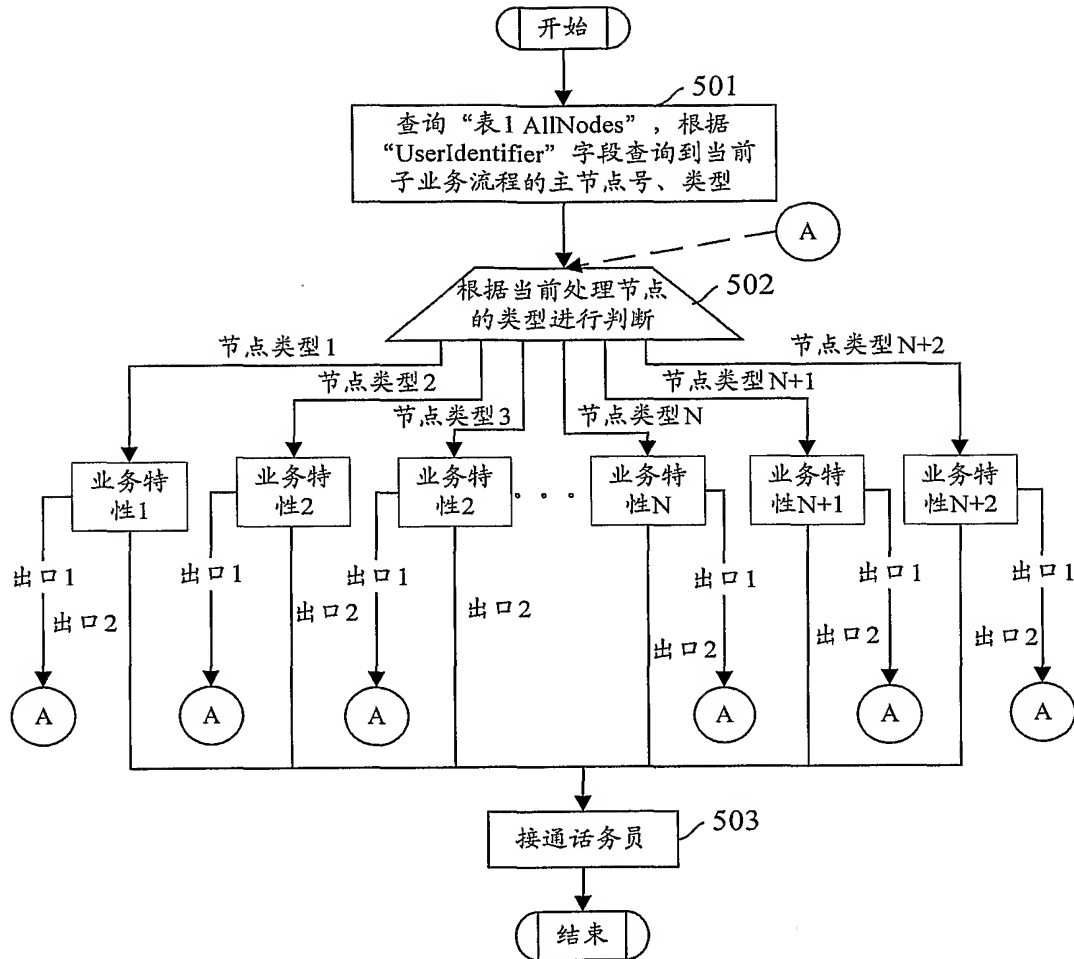 开始
501
查询“表1 AllNodes”，根据
“UserIdentifier”字段查询到当前
子业务流程的主节点号、类型
A
根据当前处理节点
的类型进行判断
502
节点类型1
节点类型2
节点类型3
节点类型N
节点类型N+1
节点类型N+2
业务特
性1
业务特
性2
业务特
性2
· · ·
业务特
性N
业务特
性N+1
业务特
性N+2
出口1
出口1
出口1
出口1
出口1
出口1
出口2
出口2
出口2
出口2
出口2
出口2
A
A
A
A
A
A
接通话务员
503
结束